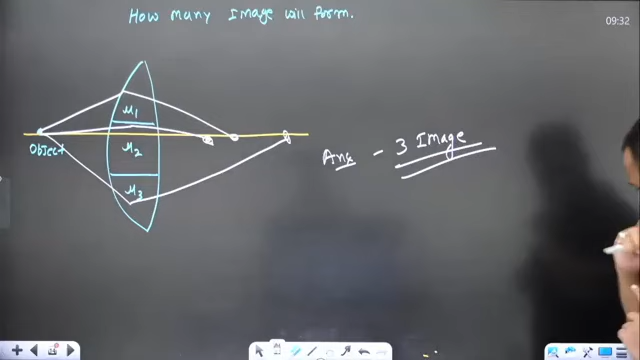 How many Image will form.
09:32
μ1
Object
μ2
μ3
Ans - 3 Image